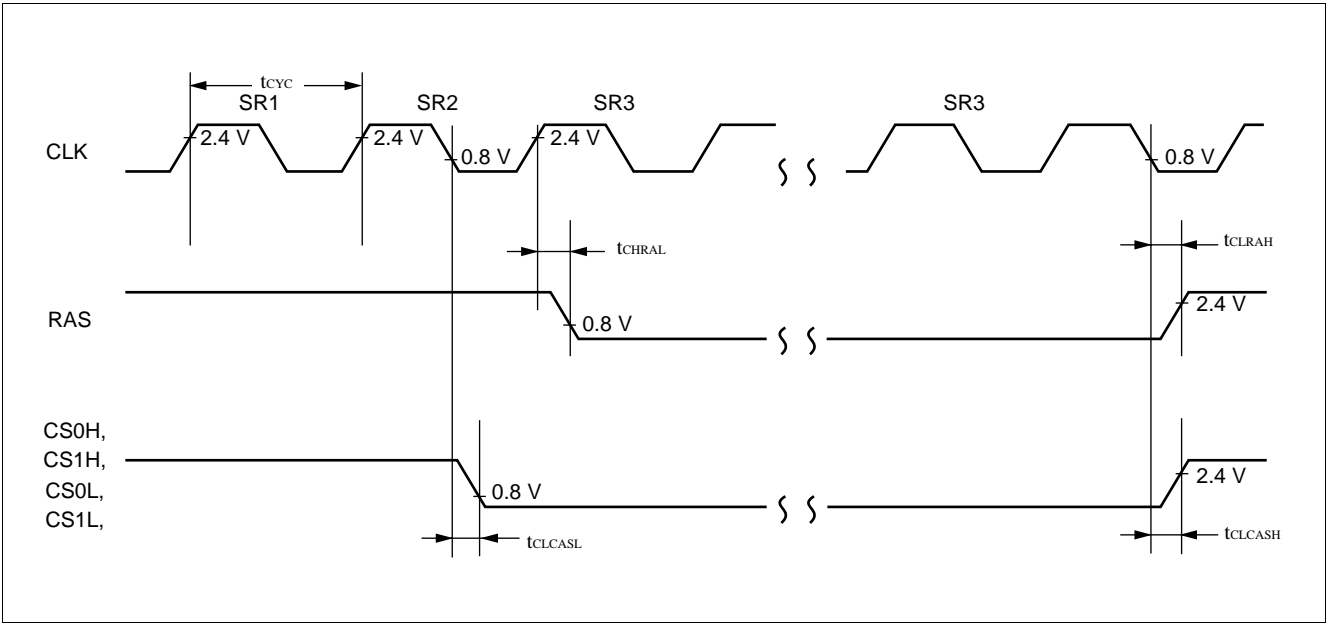 tCYC
SR1 SR2 SR3 SR3
CLK 2.4 V 2.4 V 0.8 V 2.4 V 0.8 V
tCHRAL tCLRAH
RAS 0.8 V 2.4 V
CS0H,
CS1H,
CS0L,
CS1L,
0.8 V 2.4 V
tCLCASL tCLCASH